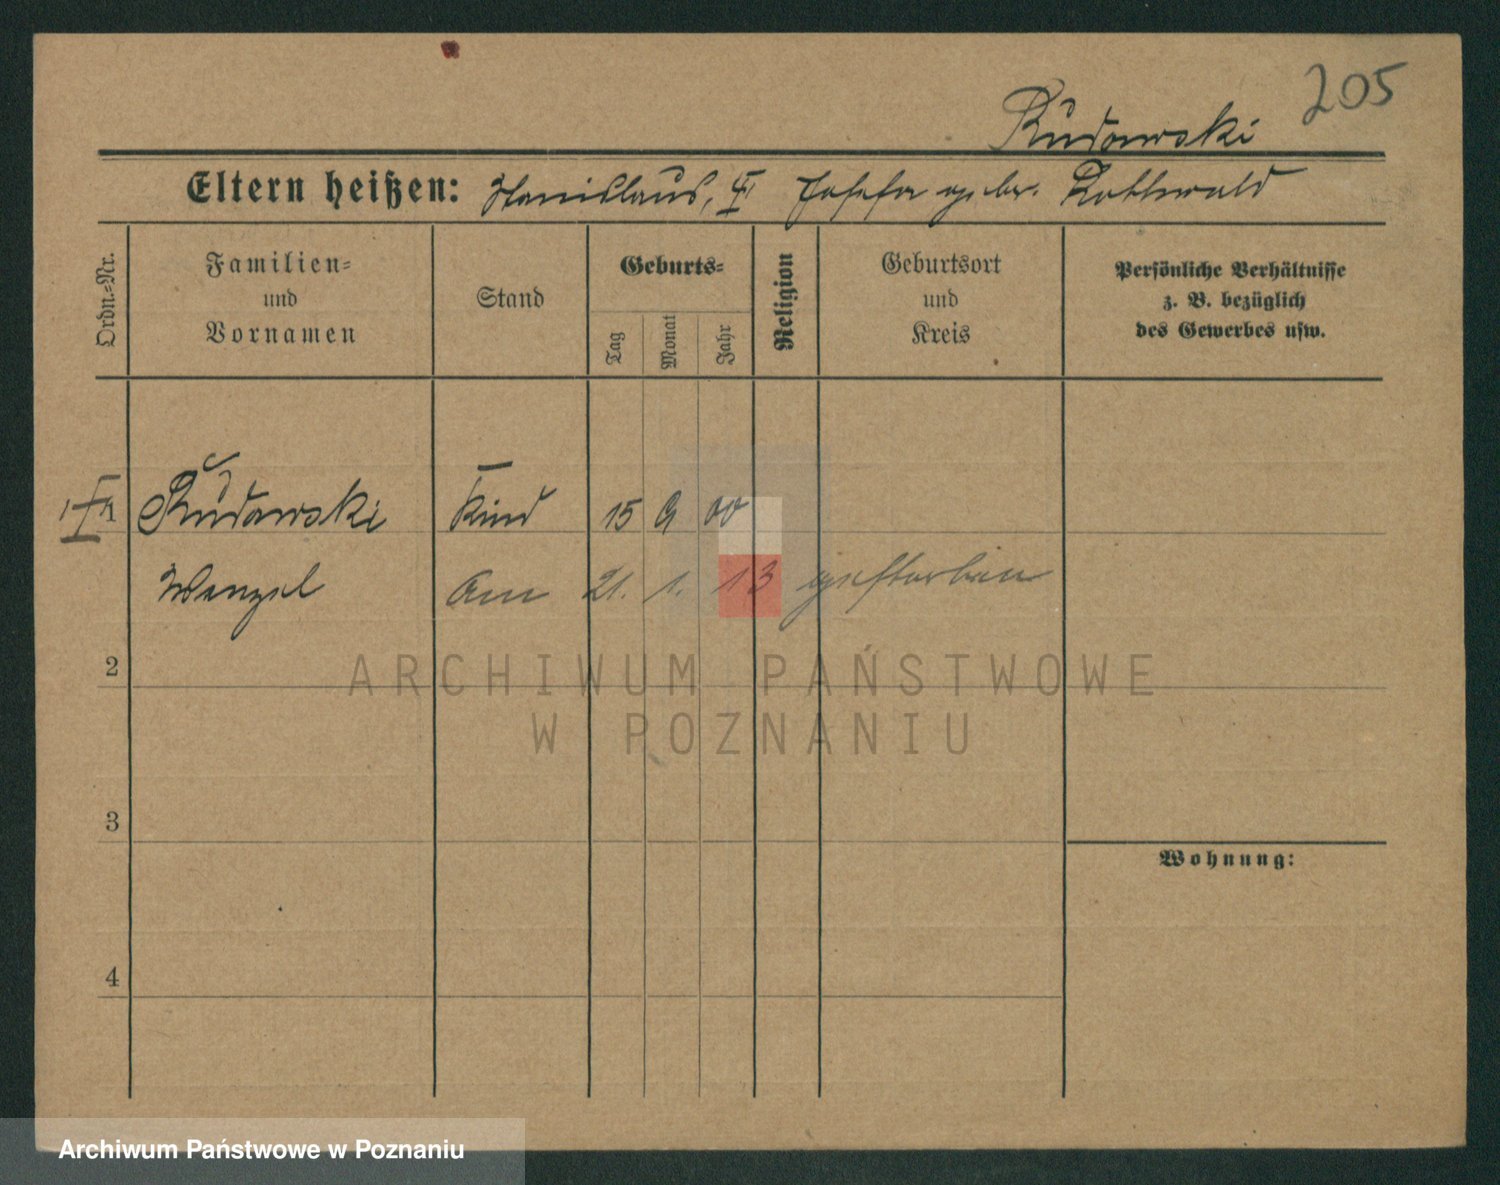 205
Rudowski
Eltern heißen: Stanislaus, Josefa geb. Rothwald
Ordn.-Nr.
Familien-
und
Vornamen
Stand
Geburts-
Tag
Monat
Jahr
Religion
Geburtsort
und
Kreis
Persönliche Verhältnisse
z. B. bezüglich
des Gewerbes usw.
1 Rudowski Kind 15 9 00
Wenzel Am 21. 1. 13 gestorben
2
ARCHIWUM PAŃSTWOWE
W POZNANIU
3
Wohnung:
4
Archiwum Państwowe w Poznaniu